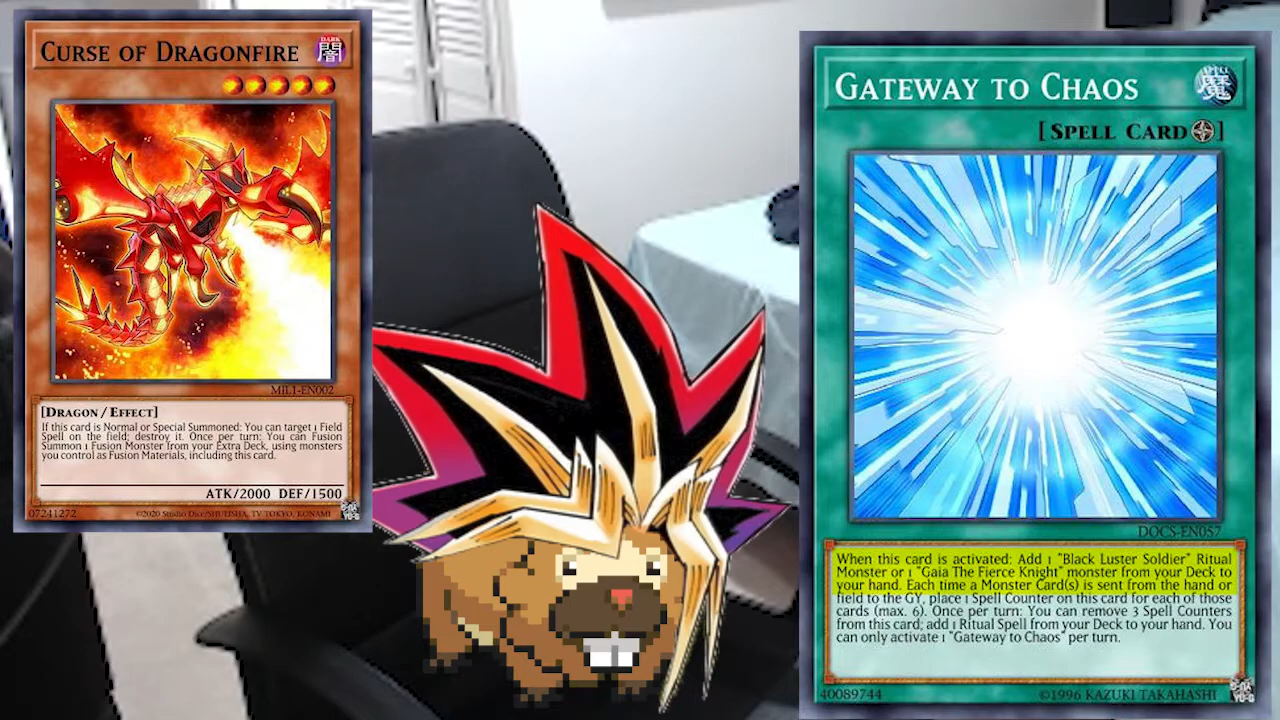 CURSE OF DRAGONFIRE
DARK
闇
MIL1-EN002
[DRAGON / EFFECT]
If this card is Normal or Special Summoned: You can target 1 Field
Spell on the field; destroy it. Once per turn: You can Fusion
Summon 1 Fusion Monster from your Extra Deck, using monsters
you control as Fusion Materials, including this card.
ATK/2000 DEF/1500
07241272
©2020 Studio Dice/SHUEISHA, TV TOKYO, KONAMI
GATEWAY TO CHAOS
魔
[SPELL CARD]
DOCS-EN057
When this card is activated: Add 1 "Black Luster Soldier" Ritual
Monster or 1 "Gaia The Fierce Knight" monster from your Deck to
your hand. Each time a Monster Card(s) is sent from the hand or
field to the GY, place 1 Spell Counter on this card for each of those
cards (max. 6). Once per turn: You can remove 3 Spell Counters
from this card; add 1 Ritual Spell from your Deck to your hand. You
can only activate 1 "Gateway to Chaos" per turn.
40089744
©1996 KAZUKI TAKAHASHI